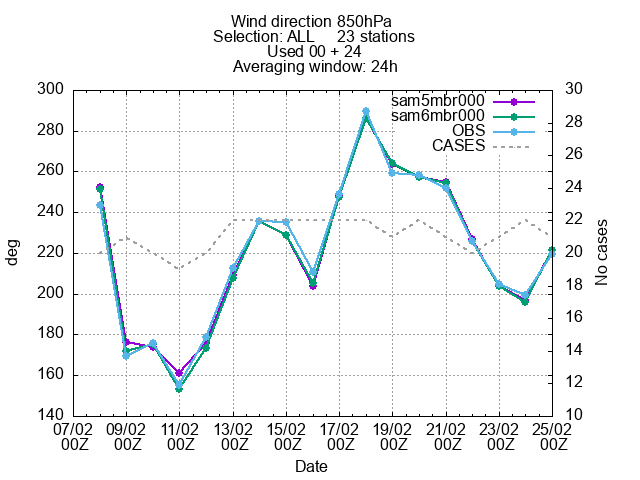 Wind direction 850hPa
Selection: ALL 23 stations
Used 00 + 24
Averaging window: 24h
300 30
sam5mbr000
280 28
sam6mbr000
OBS
CASES
26
260
240 24
220 22
200
180
160
140
20
18
16
14
12
10
deg
No cases
07/02 09/02 11/02 13/02 15/02 17/02 19/02 21/02 23/02 25/02
00Z 00Z 00Z 00Z 00Z 00Z 00Z 00Z 00Z 00Z
Date